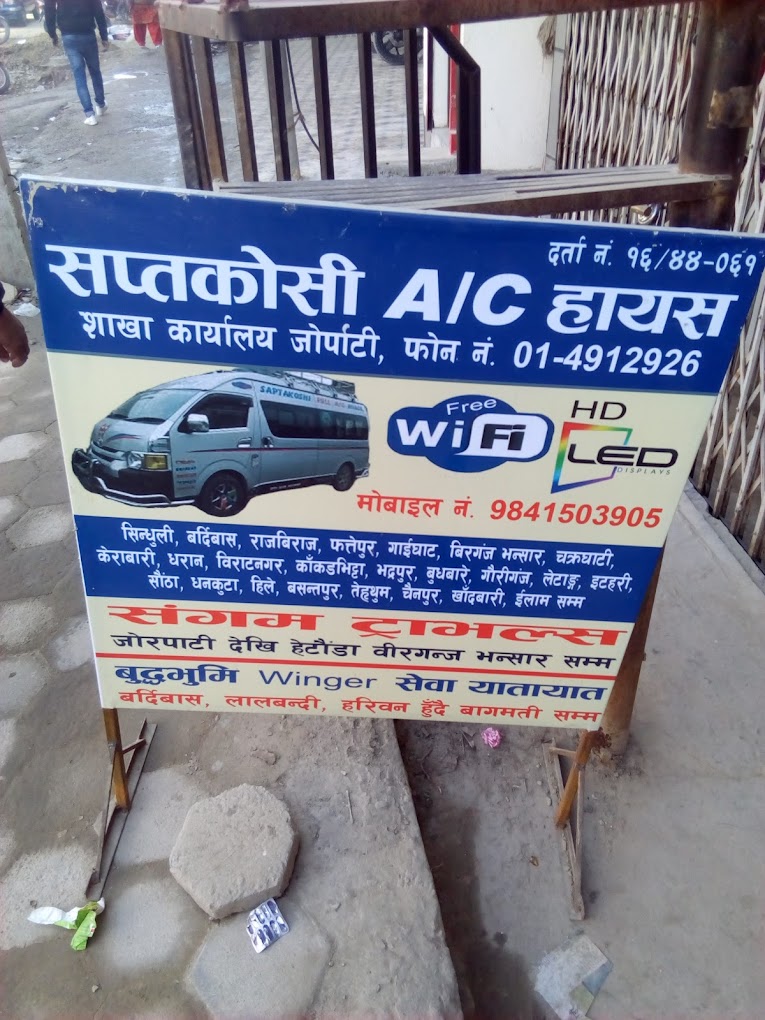 दर्ता नं. १६/४४-०६१
सप्तकोसी A/C हायस
शाखा कार्यालय जोर्पाटी, फोन नं. 01-4912926
SAPTAKOSHI
Free
WiFi
HD
LED
DISPLAYS
मोबाइल नं. 9841503905
सिन्धुली, बर्दिबास, राजबिराज, फत्तेपुर, गाईघाट, बिरगंज भन्सार, चक्रघाटी,
केराबारी, धरान, विराटनगर, काँकडभिट्टा, भद्रपुर, बुधबारे, गौरीगंज, लेटाङ, इटहरी,
सौंठा, धनकुटा, हिले, बसन्तपुर, तेह्रथुम, चैनपुर, खाँदबारी, ईलाम सम्म
संगम ट्राभल्स
जोरपाटी देखि हेटौंडा वीरगन्ज भन्सार सम्म
बुद्धभुमि Winger सेवा यातायात
बर्दिबास, लालबन्दी, हरिवन हुँदै बागमती सम्म